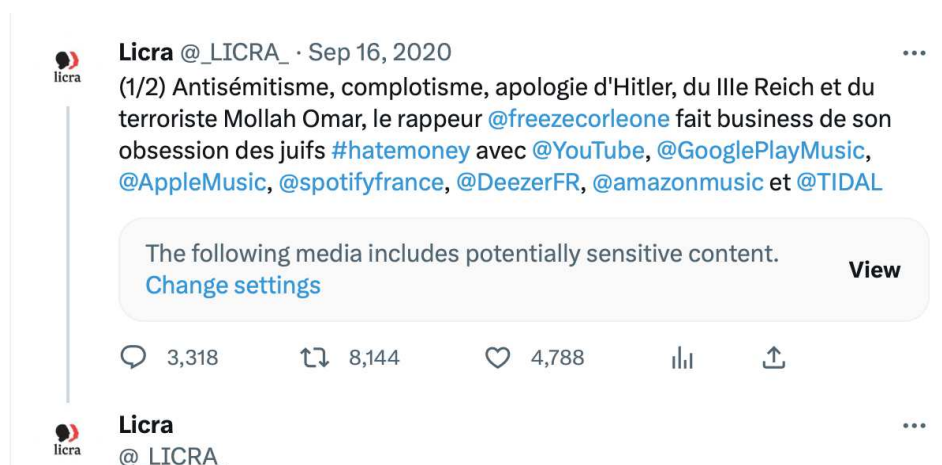 Licra @_LICRA_ · Sep 16, 2020
licra
(1/2) Antisémitisme, complotisme, apologie d'Hitler, du IIIe Reich et du
terroriste Mollah Omar, le rappeur @freezecorleone fait business de son
obsession des juifs #hatemoney avec @YouTube, @GooglePlayMusic,
@AppleMusic, @spotifyfrance, @DeezerFR, @amazonmusic et @TIDAL
The following media includes potentially sensitive content.
Change settings
View
3,318 8,144 4,788
Licra
licra
@_LICRA_